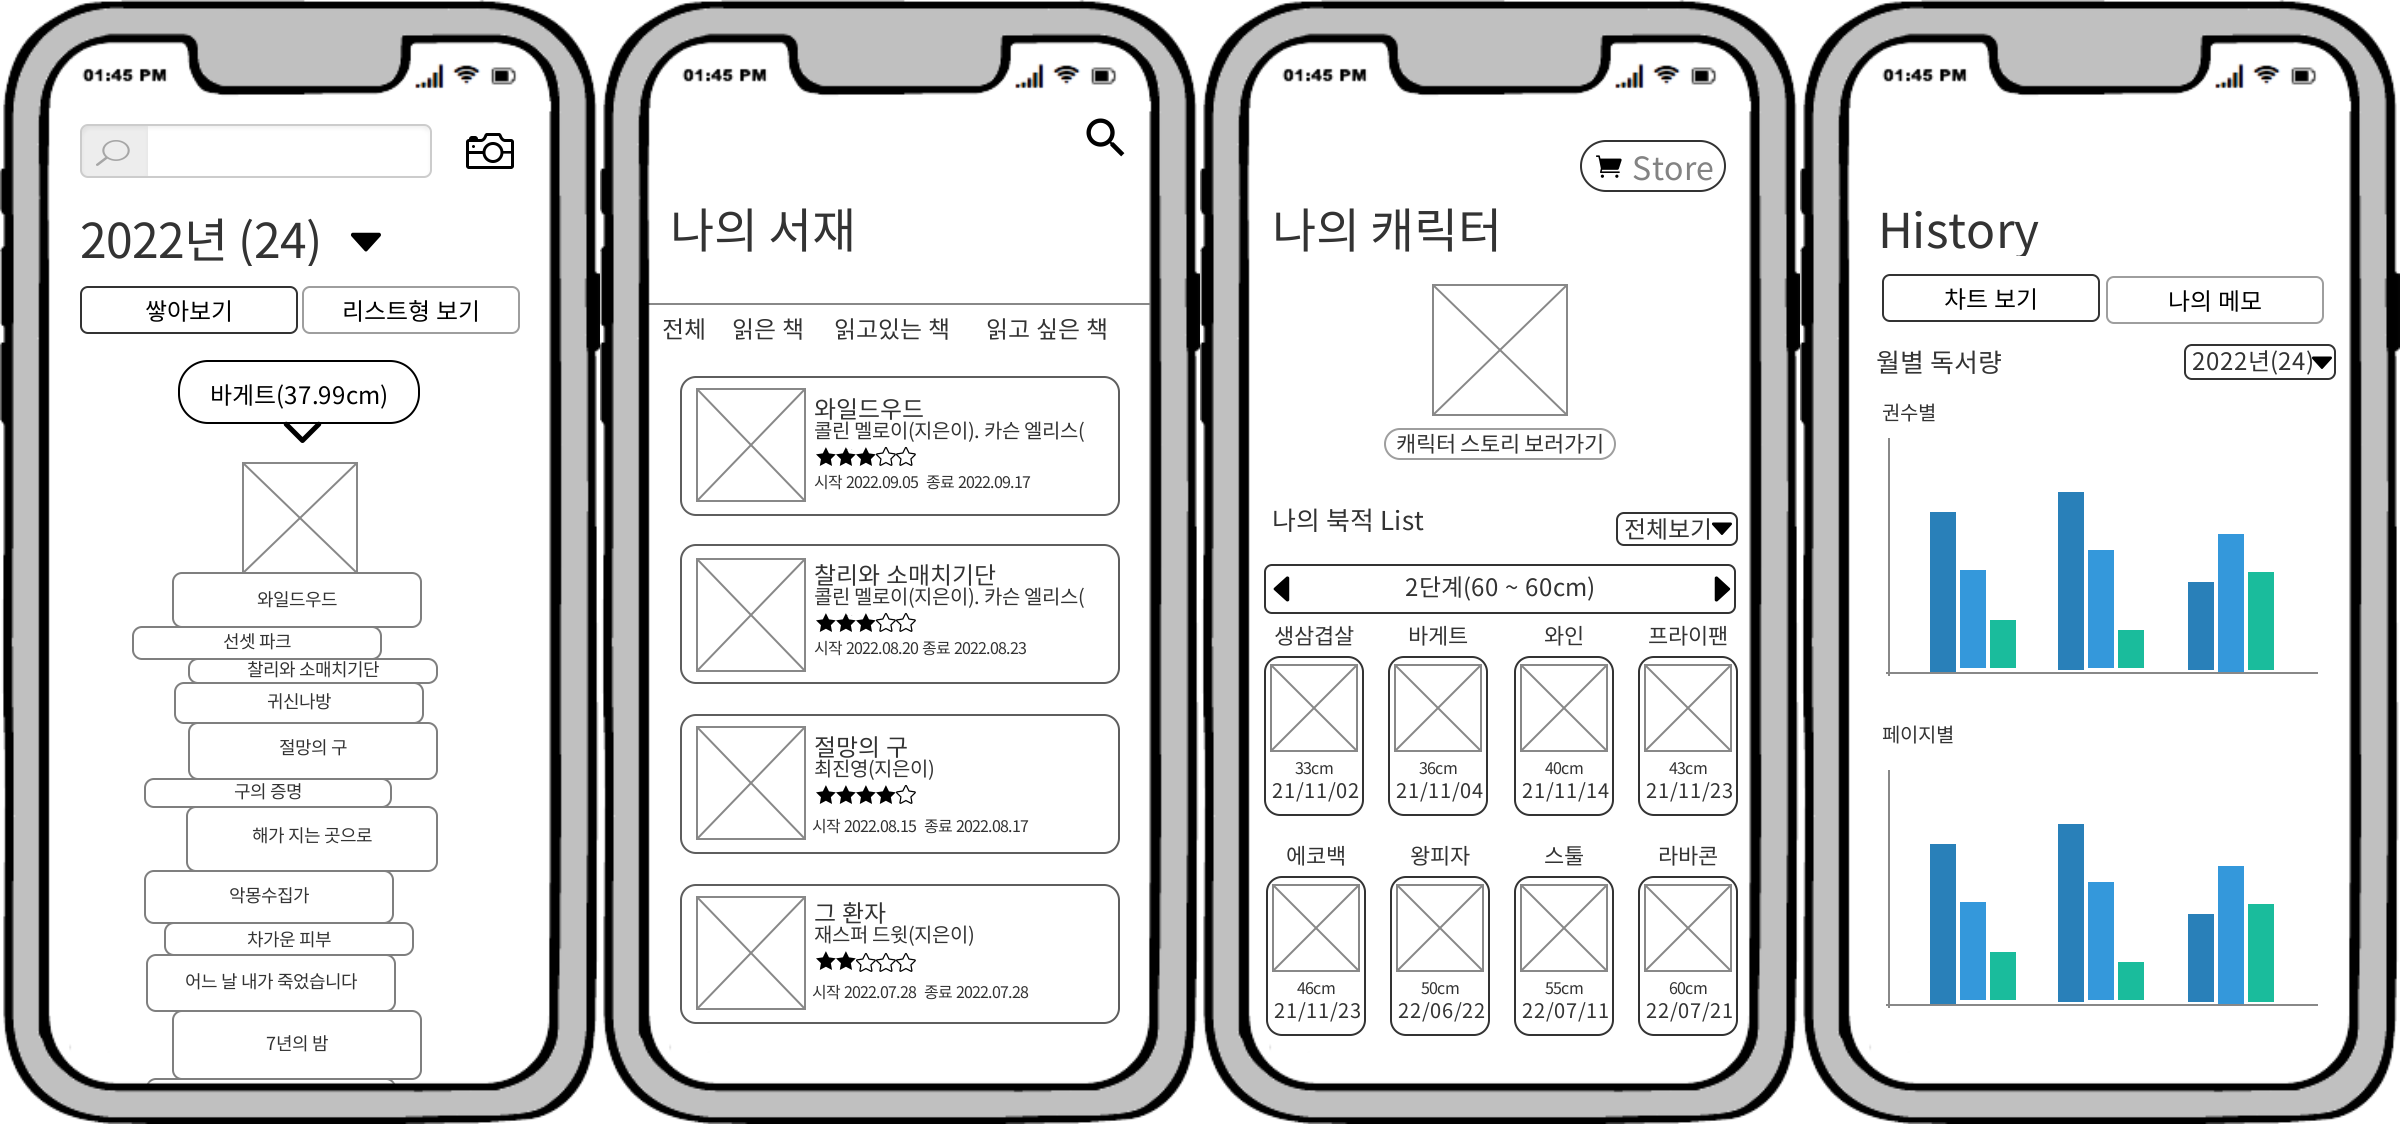 01:45 PM
2022년 (24)
쌓아보기
리스트형 보기
바게트(37.99cm)
와일드우드
선셋 파크
찰리와 소매치기단
귀신나방
절망의 구
구의 증명
해가 지는 곳으로
악몽수집가
차가운 피부
어느 날 내가 죽었습니다
7년의 밤
01:45 PM
나의 서재
전체
읽은 책
읽고있는 책
읽고 싶은 책
와일드우드
콜린 멜로이(지은이). 카슨 엘리스(
시작 2022.09.05 종료 2022.09.17
찰리와 소매치기단
콜린 멜로이(지은이). 카슨 엘리스(
시작 2022.08.20 종료 2022.08.23
절망의 구
최진영(지은이)
시작 2022.08.15 종료 2022.08.17
그 환자
재스퍼 드윗(지은이)
시작 2022.07.28 종료 2022.07.28
01:45 PM
Store
나의 캐릭터
캐릭터 스토리 보러가기
나의 북적 List
전체보기
2단계(60 ~ 60cm)
생삼겹살
바게트
와인
프라이팬
33cm
21/11/02
36cm
21/11/04
40cm
21/11/14
43cm
21/11/23
에코백
왕피자
스툴
라바콘
46cm
21/11/23
50cm
22/06/22
55cm
22/07/11
60cm
22/07/21
01:45 PM
History
차트 보기
나의 메모
월별 독서량
2022년(24)
권수별
페이지별